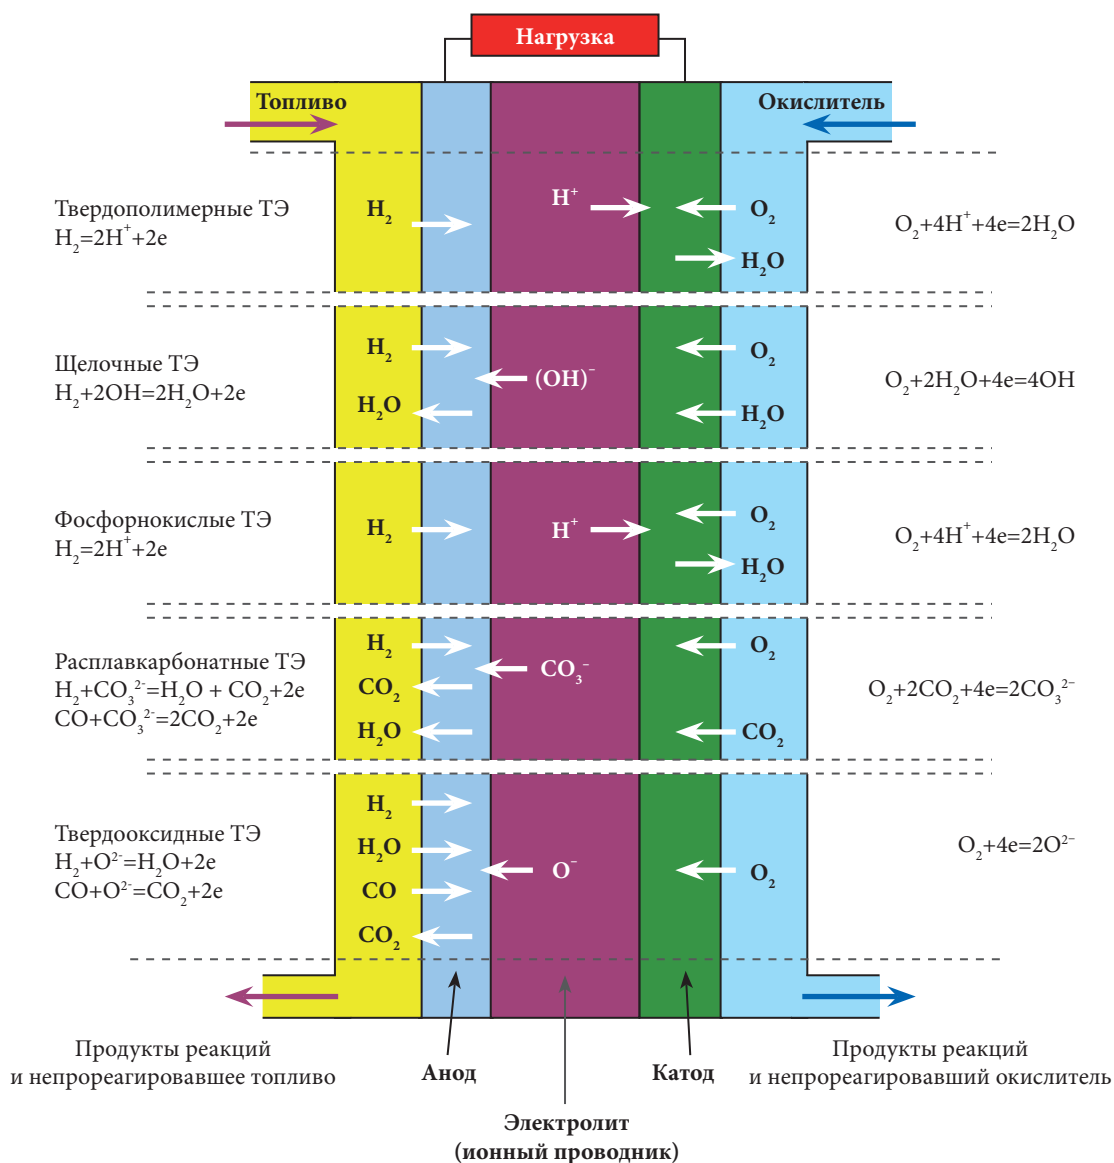 Нагрузка
Топливо
Окислитель
Твердополимерные ТЭ
H₂=2H⁺+2e
H₂
H⁺
O₂
H₂O
O₂+4H⁺+4e=2H₂O
Щелочные ТЭ
H₂+2OH=2H₂O+2e
H₂
H₂O
(OH)⁻
O₂
H₂O
O₂+2H₂O+4e=4OH
Фосфорнокислые ТЭ
H₂=2H⁺+2e
H₂
H⁺
O₂
H₂O
O₂+4H⁺+4e=2H₂O
Расплавкарбонатные ТЭ
H₂+CO₃²⁻=H₂O + CO₂+2e
CO+CO₃²⁻=2CO₂+2e
H₂
CO₂
H₂O
CO₃⁻
O₂
CO₂
O₂+2CO₂+4e=2CO₃²⁻
Твердооксидные ТЭ
H₂+O²⁻=H₂O+2e
CO+O²⁻=CO₂+2e
H₂
H₂O
CO
CO₂
O⁻
O₂
O₂+4e=2O²⁻
Продукты реакций
и непрореагировавшее топливо
Анод
Катод
Продукты реакций
и непрореагировавший окислитель
Электролит
(ионный проводник)